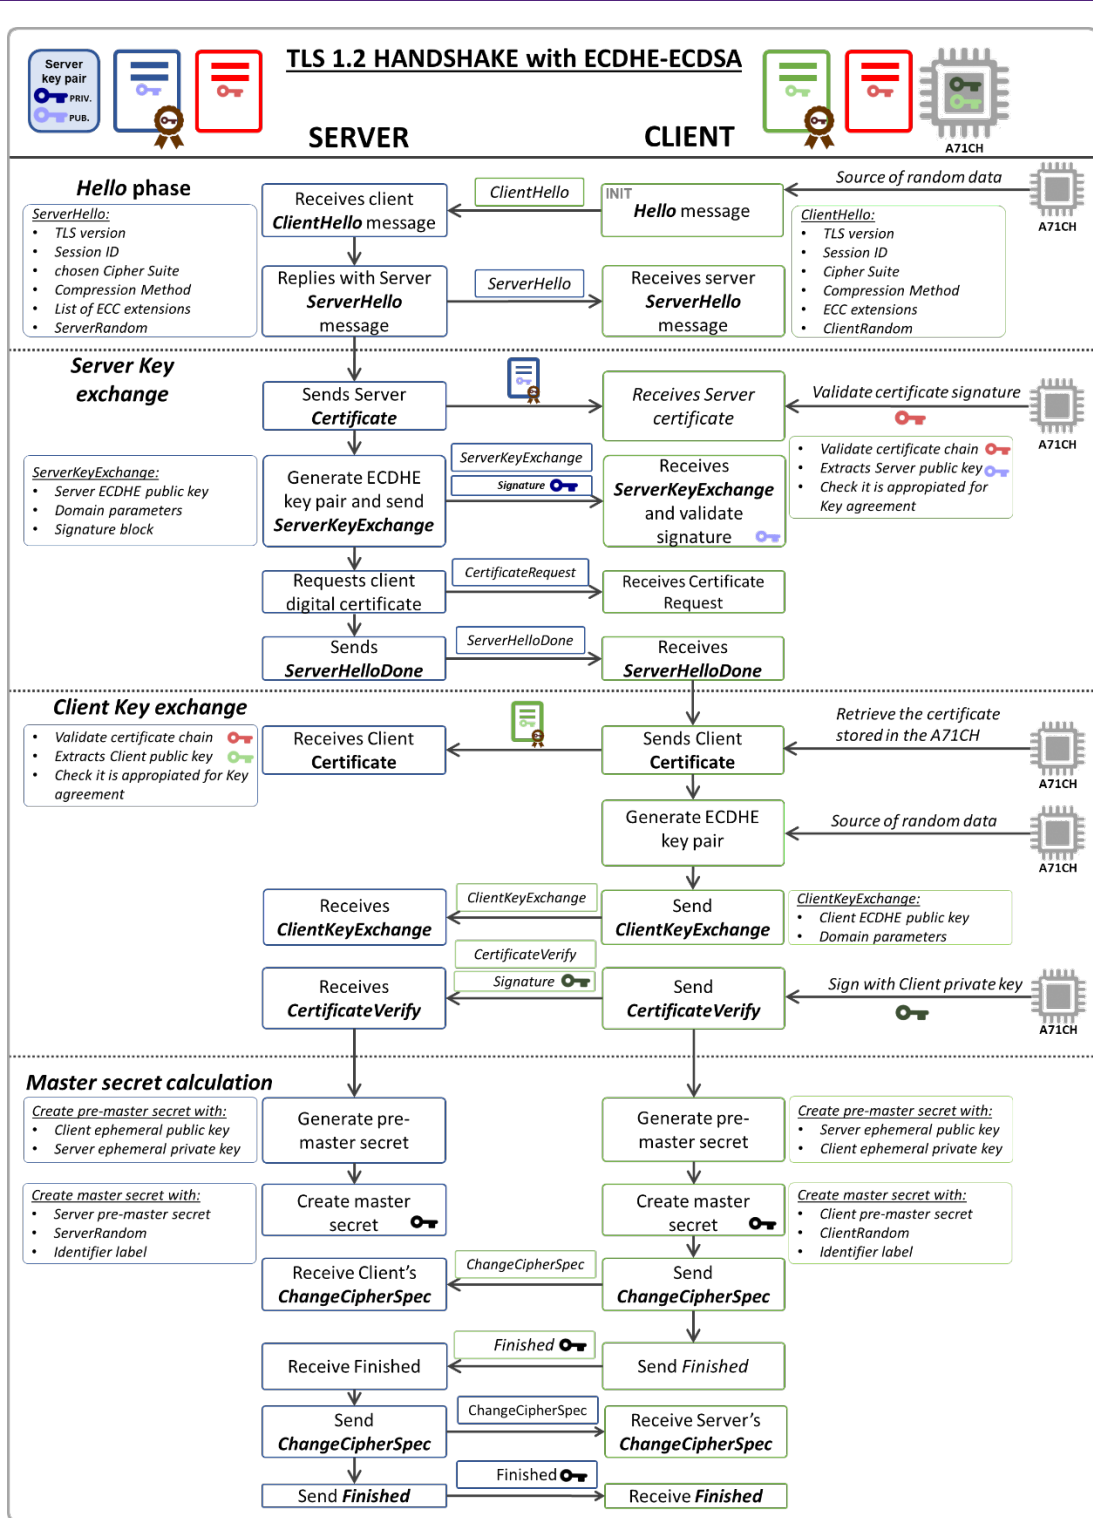 TLS 1.2 HANDSHAKE with ECDHE-ECDSA
Server
key pair
PRIV.
PUB.
SERVER
CLIENT
A71CH
Hello phase
ServerHello:
• TLS version
• Session ID
• chosen Cipher Suite
• Compression Method
• List of ECC extensions
• ServerRandom
Receives client
ClientHello message
ClientHello
INIT
Hello message
Source of random data
A71CH
ClientHello:
• TLS version
• Session ID
• Cipher Suite
• Compression Method
• ECC extensions
• ClientRandom
Replies with Server
ServerHello
message
ServerHello
Receives server
ServerHello
message
Server Key
exchange
Sends Server
Certificate
Receives Server
certificate
Validate certificate signature
A71CH
• Validate certificate chain
• Extracts Server public key
• Check it is appropiated for
Key agreement
ServerKeyExchange:
• Server ECDHE public key
• Domain parameters
• Signature block
Generate ECDHE
key pair and send
ServerKeyExchange
ServerKeyExchange
Signature
Receives
ServerKeyExchange
and validate
signature
Requests client
digital certificate
CertificateRequest
Receives Certificate
Request
Sends
ServerHelloDone
ServerHelloDone
Receives
ServerHelloDone
Client Key exchange
• Validate certificate chain
• Extracts Client public key
• Check it is appropiated for Key
agreement
Receives Client
Certificate
Sends Client
Certificate
Retrieve the certificate
stored in the A71CH
A71CH
Generate ECDHE
key pair
Source of random data
A71CH
Receives
ClientKeyExchange
ClientKeyExchange
Send
ClientKeyExchange
ClientKeyExchange:
• Client ECDHE public key
• Domain parameters
Receives
CertificateVerify
CertificateVerify
Signature
Send
CertificateVerify
Sign with Client private key
A71CH
Master secret calculation
Create pre-master secret with:
• Client ephemeral public key
• Server ephemeral private key
Generate pre-
master secret
Generate pre-
master secret
Create pre-master secret with:
• Server ephemeral public key
• Client ephemeral private key
Create master secret with:
• Server pre-master secret
• ServerRandom
• Identifier label
Create master
secret
Create master
secret
Create master secret with:
• Client pre-master secret
• ClientRandom
• Identifier label
Receive Client's
ChangeCipherSpec
ChangeCipherSpec
Send
ChangeCipherSpec
Receive Finished
Finished
Send Finished
Send
ChangeCipherSpec
ChangeCipherSpec
Receive Server's
ChangeCipherSpec
Send Finished
Finished
Receive Finished